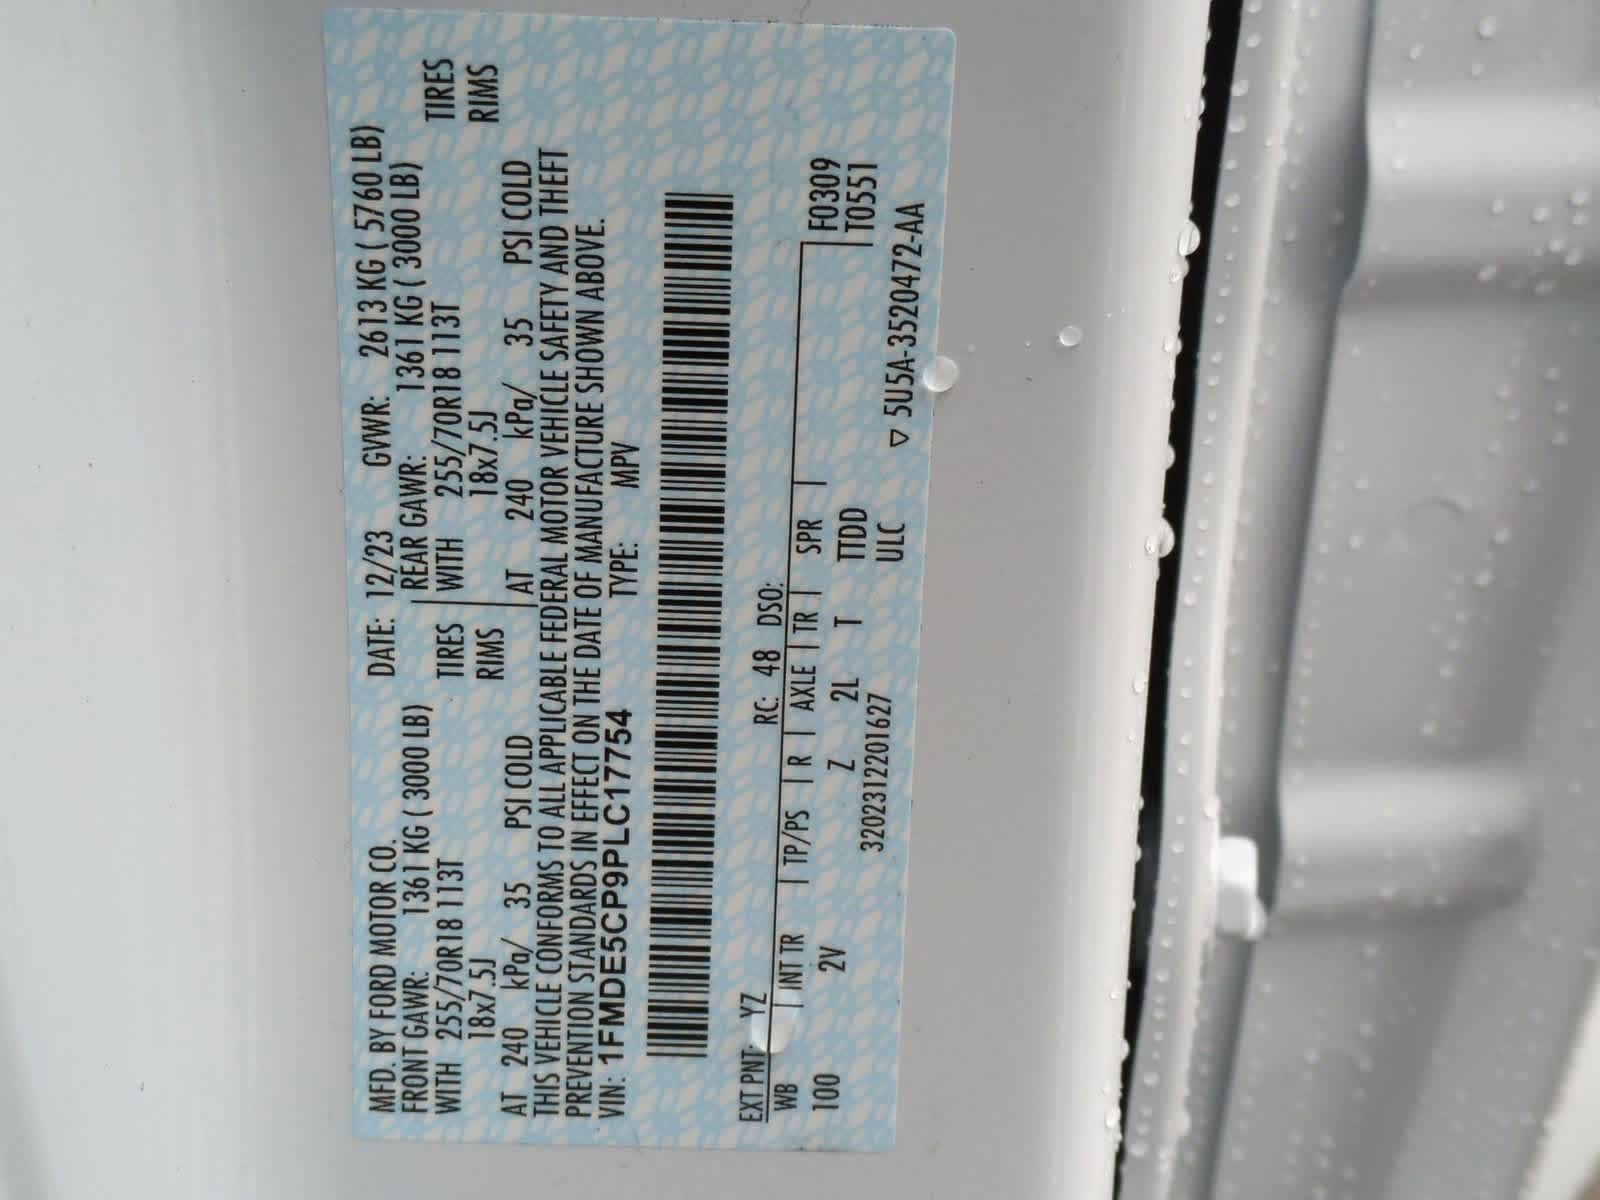 MFD. BY FORD MOTOR CO. DATE: 12/23 GVWR: 2613 KG ( 5760 LB)
FRONT GAWR: 1361 KG ( 3000 LB) REAR GAWR: 1361 KG ( 3000 LB)
WITH 255/70R18 113T TIRES WITH 255/70R18 113T TIRES
18x7.5J RIMS 18x7.5J RIMS
AT 240 kPa/ 35 PSI COLD AT 240 kPa/ 35 PSI COLD
THIS VEHICLE CONFORMS TO ALL APPLICABLE FEDERAL MOTOR VEHICLE SAFETY AND THEFT
PREVENTION STANDARDS IN EFFECT ON THE DATE OF MANUFACTURE SHOWN ABOVE.
VIN: 1FMDE5CP9PLC17754 TYPE: MPV
EXT PNT: YZ RC: 48 DSO:
WB | INT TR | TP/PS | R | AXLE | TR | SPR | F0309
100 2V Z 2L T TTDD T0551
3202312201627 ULC ▽ 5U5A-3520472-AA